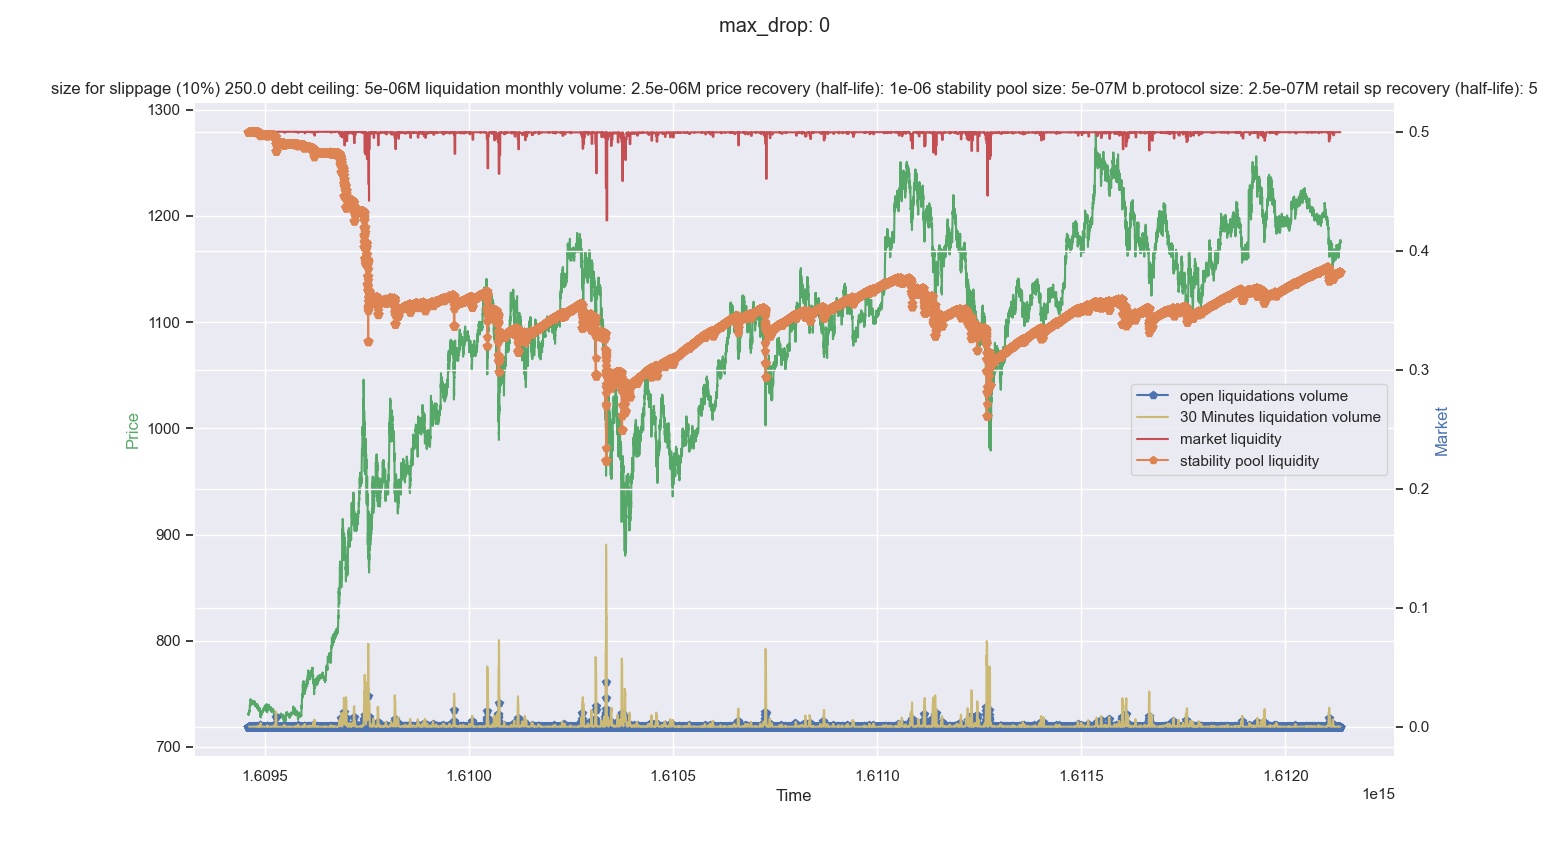 max_drop: 0
size for slippage (10%) 250.0 debt ceiling: 5e-06M liquidation monthly volume: 2.5e-06M price recovery (half-life): 1e-06 stability pool size: 5e-07M b.protocol size: 2.5e-07M retail sp recovery (half-life): 5
1300
1200
1100
1000
900
800
700
Price
0.5
0.4
0.3
0.2
0.1
0.0
Market
open liquidations volume
30 Minutes liquidation volume
market liquidity
stability pool liquidity
1.6095 1.6100 1.6105 1.6110 1.6115 1.6120
Time
1e15